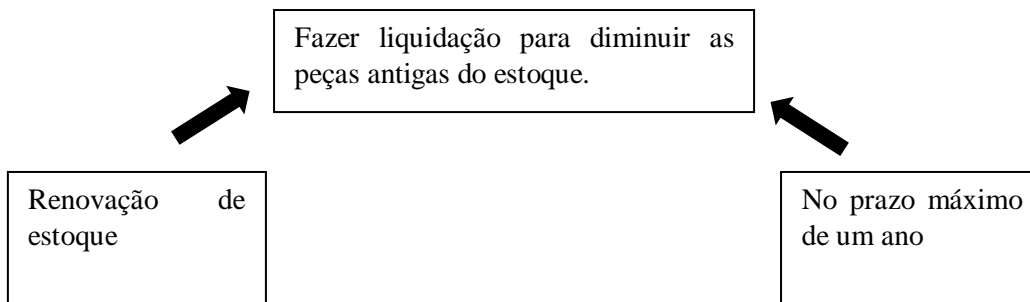 Fazer liquidação para diminuir as
peças antigas do estoque.
Renovação de
estoque
No prazo máximo
de um ano